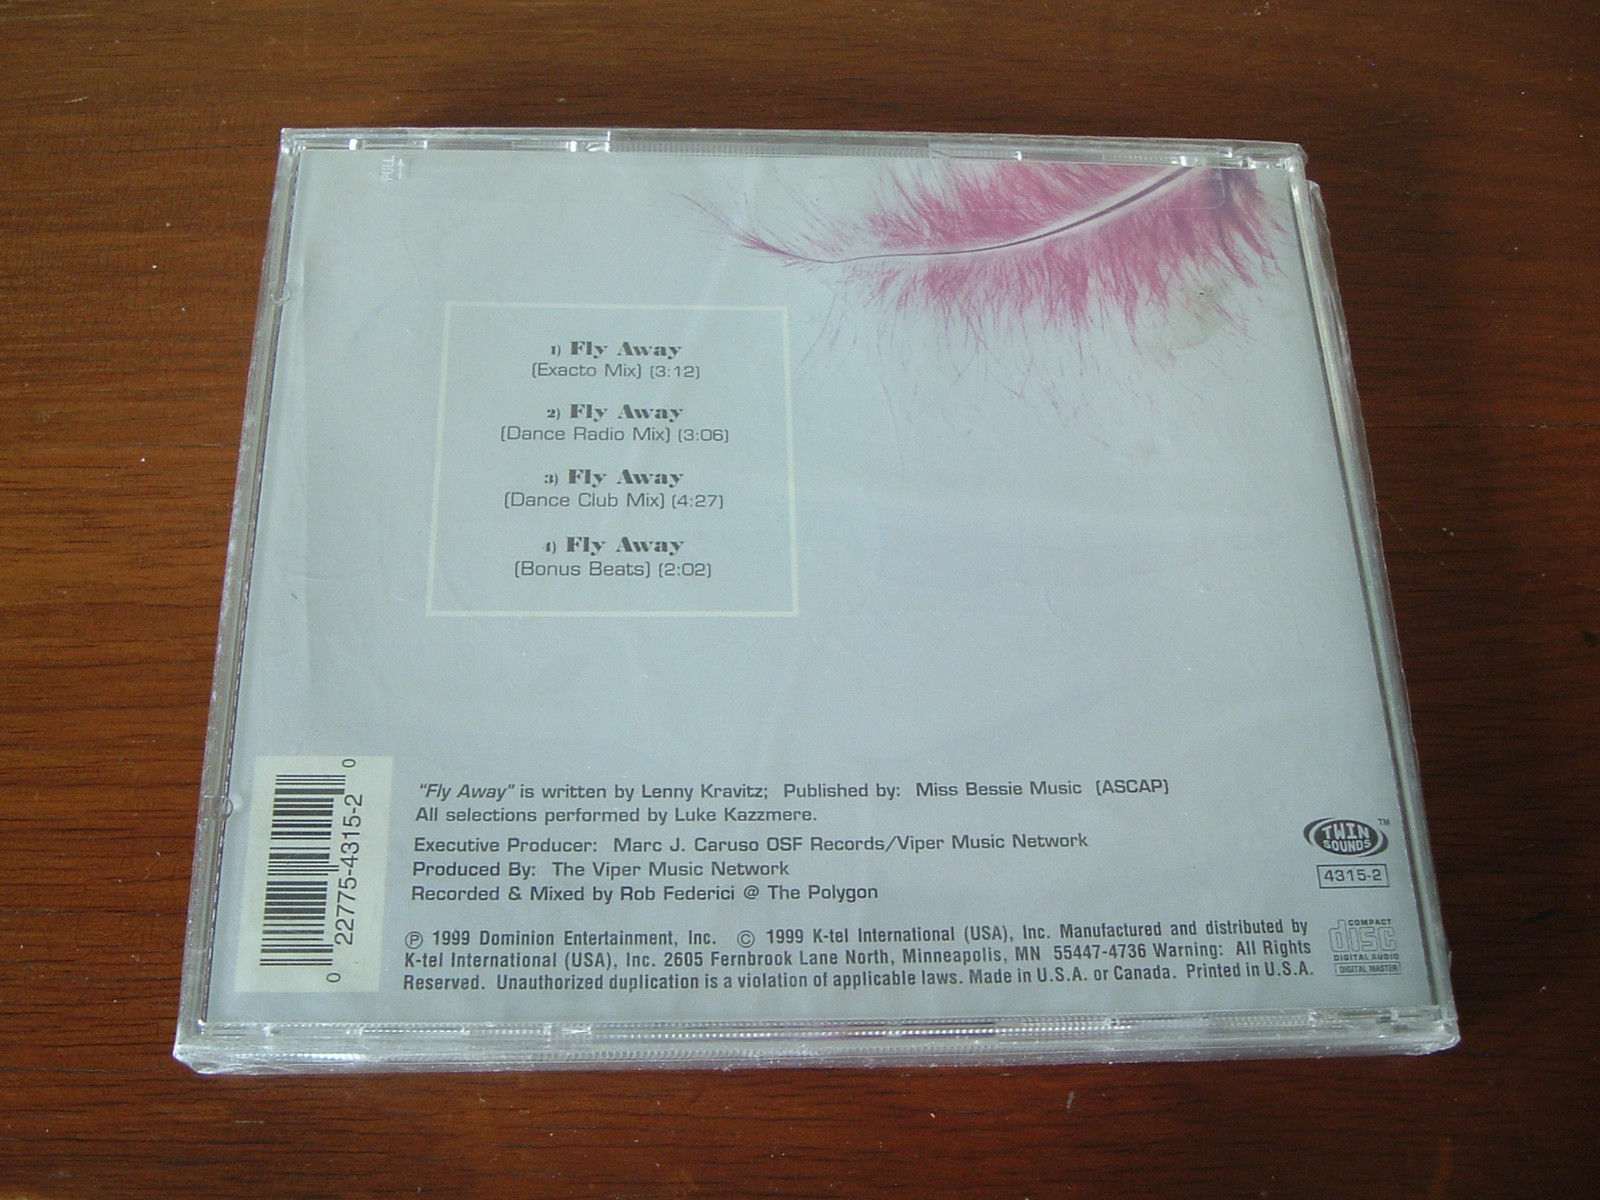 PULL
1) Fly Away
(Exacto Mix) (3:12)
2) Fly Away
(Dance Radio Mix) (3:06)
3) Fly Away
(Dance Club Mix) (4:27)
4) Fly Away
(Bonus Beats) (2:02)
0 22775-4315-2 0
"Fly Away" is written by Lenny Kravitz; Published by: Miss Bessie Music (ASCAP)
All selections performed by Luke Kazzmere.
Executive Producer: Marc J. Caruso OSF Records/Viper Music Network
Produced By: The Viper Music Network
Recorded & Mixed by Rob Federici @ The Polygon
℗ 1999 Dominion Entertainment, Inc. © 1999 K-tel International (USA), Inc. Manufactured and distributed by
K-tel International (USA), Inc. 2605 Fernbrook Lane North, Minneapolis, MN 55447-4736 Warning: All Rights
Reserved. Unauthorized duplication is a violation of applicable laws. Made in U.S.A. or Canada. Printed in U.S.A.
TWIN TM
SOUNDS
4315-2
COMPACT
disc
DIGITAL AUDIO
DIGITAL MASTER